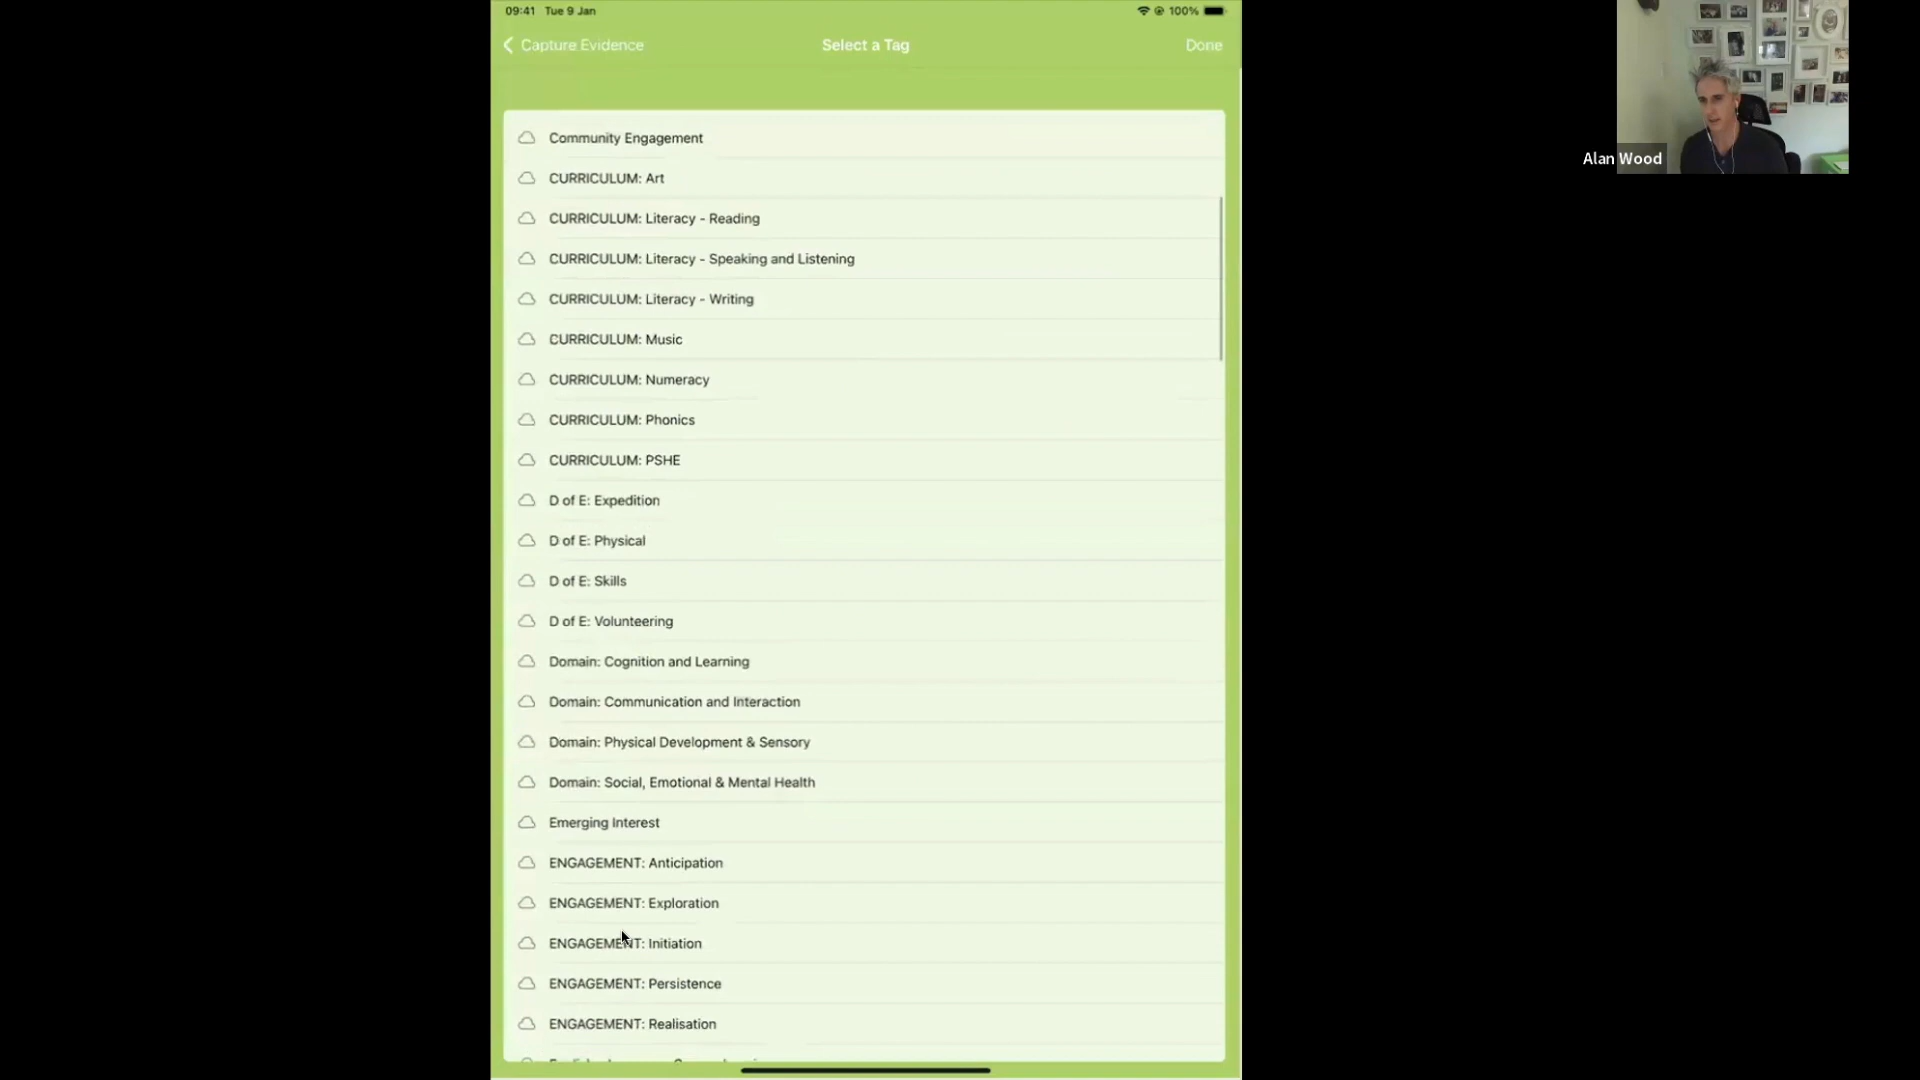 09:41 Tue 9 Jan 100%
Capture Evidence Select a Tag Done
Community Engagement
CURRICULUM: Art
CURRICULUM: Literacy - Reading
CURRICULUM: Literacy - Speaking and Listening
CURRICULUM: Literacy - Writing
CURRICULUM: Music
CURRICULUM: Numeracy
CURRICULUM: Phonics
CURRICULUM: PSHE
D of E: Expedition
D of E: Physical
D of E: Skills
D of E: Volunteering
Domain: Cognition and Learning
Domain: Communication and Interaction
Domain: Physical Development & Sensory
Domain: Social, Emotional & Mental Health
Emerging Interest
ENGAGEMENT: Anticipation
ENGAGEMENT: Exploration
ENGAGEMENT: Initiation
ENGAGEMENT: Persistence
ENGAGEMENT: Realisation
Alan Wood